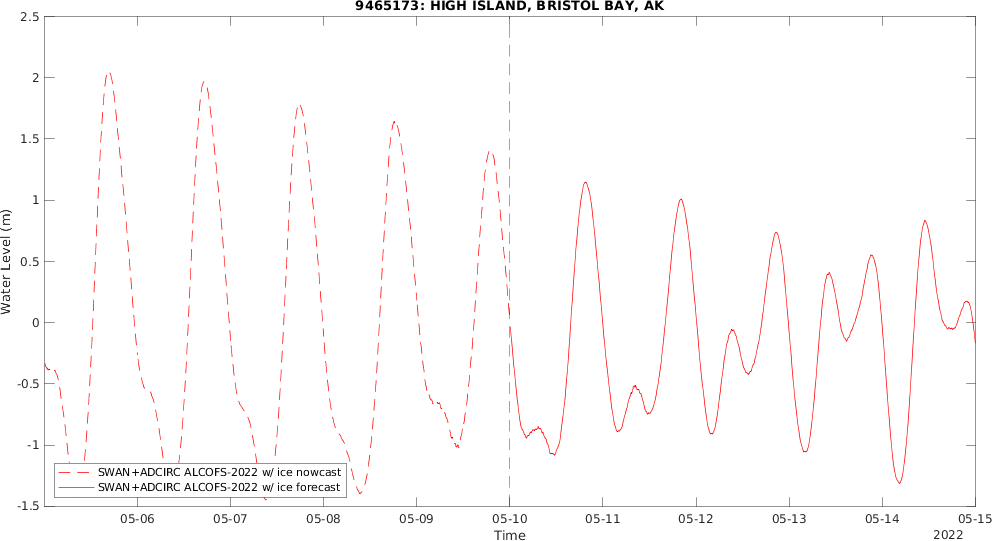 9465173: HIGH ISLAND, BRISTOL BAY, AK
2.5
2
1.5
1
0.5
0
-0.5
-1
-1.5
Water Level (m)
SWAN+ADCIRC ALCOFS-2022 w/ ice nowcast
SWAN+ADCIRC ALCOFS-2022 w/ ice forecast
05-06 05-07 05-08 05-09 05-10 05-11 05-12 05-13 05-14 05-15
Time
2022